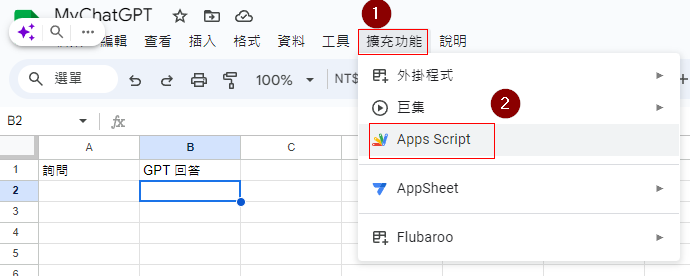 MyChatGPT
1
編輯 查看 插入 格式 資料 工具 擴充功能 說明
選單 100% NT$
外掛程式
巨集
2
Apps Script
AppSheet
Flubaroo
B2 fx
A B C
1 詢問 GPT 回答
2
3
4
5
6
7
8